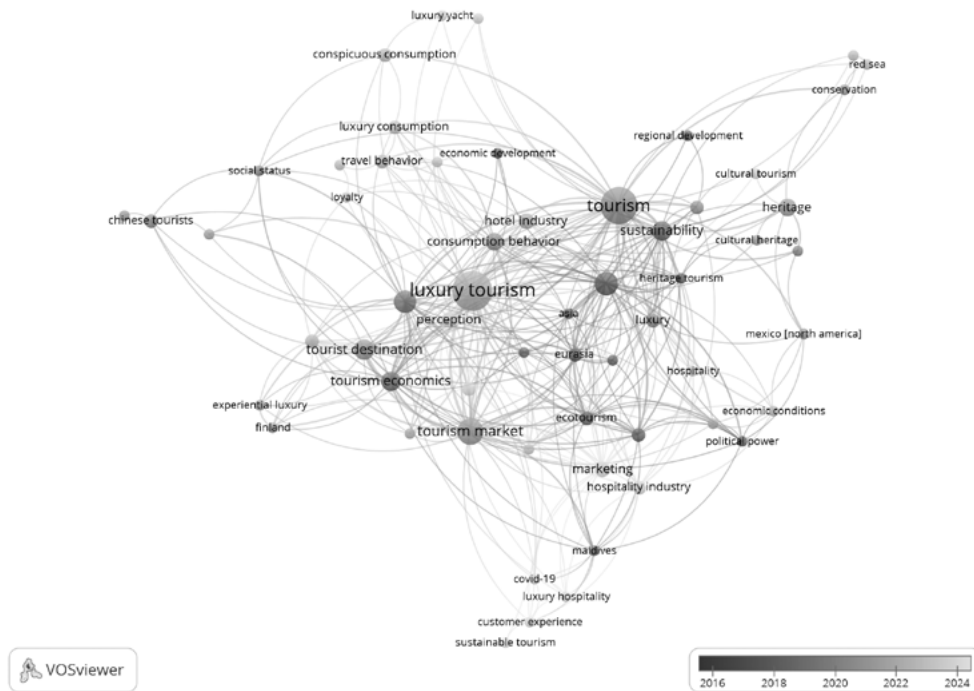 luxury yacht
conspicuous consumption
red sea
conservation
luxury consumption
regional development
economic development
travel behavior
social status
cultural tourism
loyalty
tourism
heritage
chinese tourists
hotel industry
sustainability
consumption behavior
cultural heritage
heritage tourism
luxury tourism
asia
perception
luxury
mexico [north america]
tourist destination
eurasia
hospitality
tourism economics
experiential luxury
economic conditions
ecotourism
finland
tourism market
political power
marketing
hospitality industry
maldives
covid-19
luxury hospitality
customer experience
sustainable tourism
VOSviewer
2016 2018 2020 2022 2024